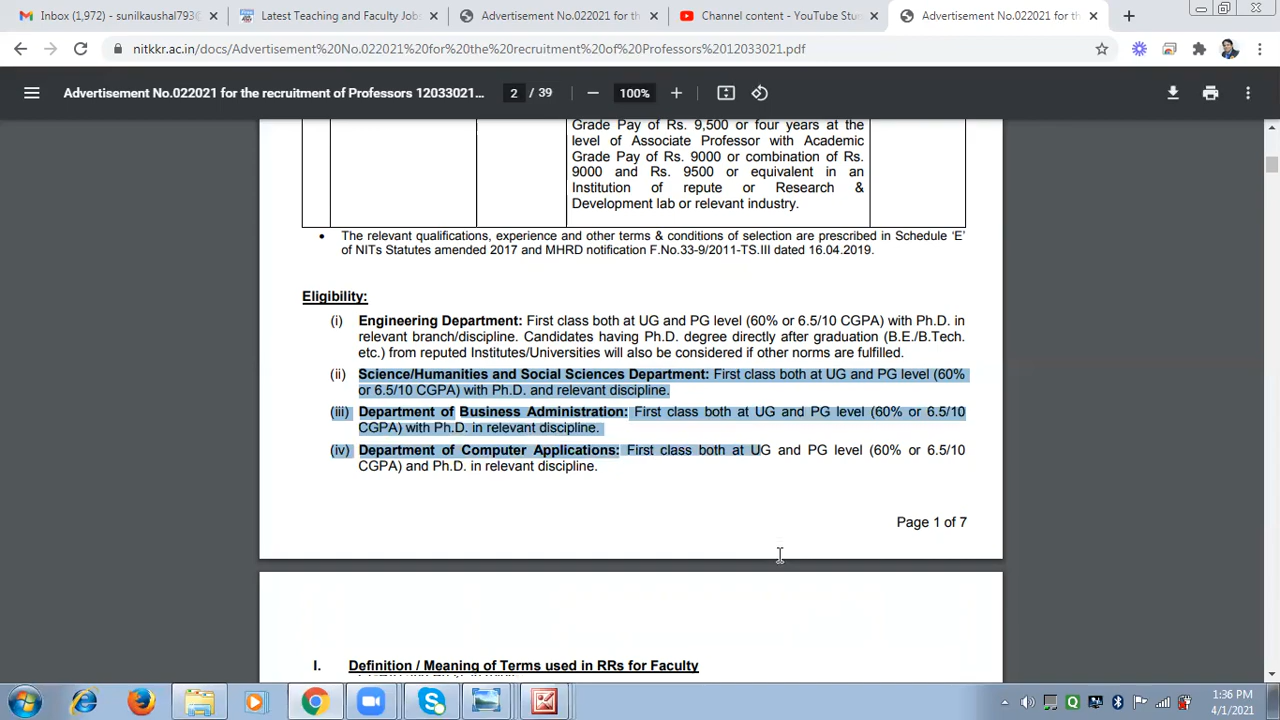 Inbox (1,972) - sunilkaushal793@
Latest Teaching and Faculty Job
Advertisement No.022021 for th
Channel content - YouTube Stu
Advertisement No.022021 for th
nitkkr.ac.in/docs/Advertisement%20No.022021%20for%20the%20recruitment%20of%20Professors%2012033021.pdf
Advertisement No.022021 for the recruitment of Professors 12033021...
2 / 39
100%
Grade Pay of Rs. 9,500 or four years at the
level of Associate Professor with Academic
Grade Pay of Rs. 9000 or combination of Rs.
9000 and Rs. 9500 or equivalent in an
Institution of repute or Research &
Development lab or relevant industry.
• The relevant qualifications, experience and other terms & conditions of selection are prescribed in Schedule 'E'
of NITs Statutes amended 2017 and MHRD notification F.No.33-9/2011-TS.III dated 16.04.2019.
Eligibility:
(i) Engineering Department: First class both at UG and PG level (60% or 6.5/10 CGPA) with Ph.D. in
relevant branch/discipline. Candidates having Ph.D. degree directly after graduation (B.E./B.Tech.
etc.) from reputed Institutes/Universities will also be considered if other norms are fulfilled.
(ii) Science/Humanities and Social Sciences Department: First class both at UG and PG level (60%
or 6.5/10 CGPA) with Ph.D. and relevant discipline.
(iii) Department of Business Administration: First class both at UG and PG level (60% or 6.5/10
CGPA) with Ph.D. in relevant discipline.
(iv) Department of Computer Applications: First class both at UG and PG level (60% or 6.5/10
CGPA) and Ph.D. in relevant discipline.
Page 1 of 7
I. Definition / Meaning of Terms used in RRs for Faculty
1:36 PM
4/1/2021